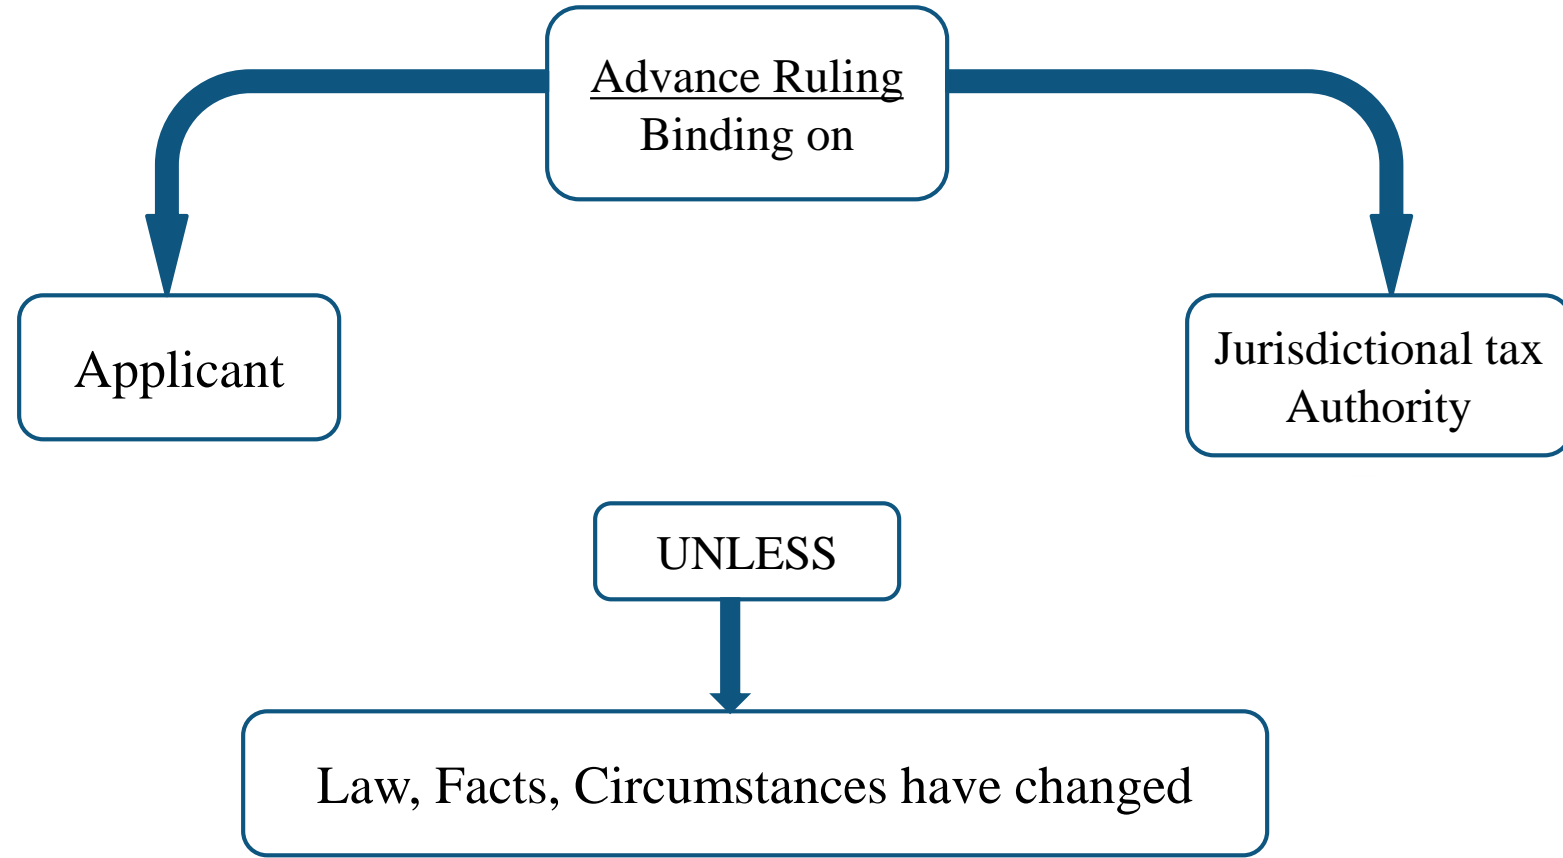 Advance Ruling
Binding on
Applicant
Jurisdictional tax
Authority
UNLESS
Law, Facts, Circumstances have changed